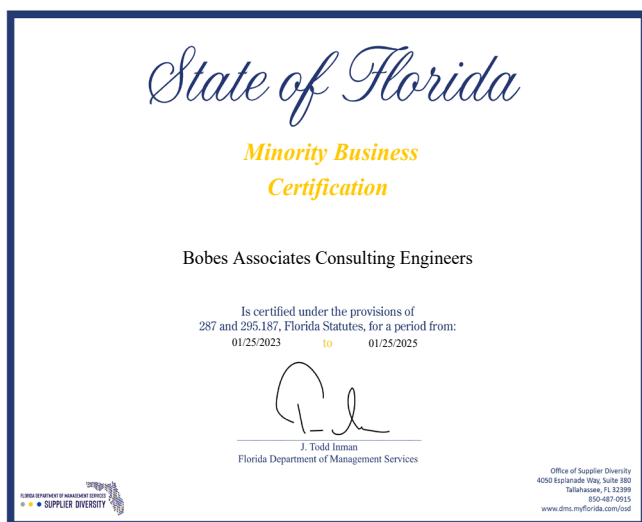 State of Florida
Minority Business
Certification
Bobes Associates Consulting Engineers
Is certified under the provisions of
287 and 295.187, Florida Statutes, for a period from:
01/25/2023 to 01/25/2025
J. Todd Inman
Florida Department of Management Services
FLORIDA DEPARTMENT OF MANAGEMENT SERVICES
SUPPLIER DIVERSITY
Office of Supplier Diversity
4050 Esplanade Way, Suite 380
Tallahassee, FL 32399
850-487-0915
www.dms.myflorida.com/osd